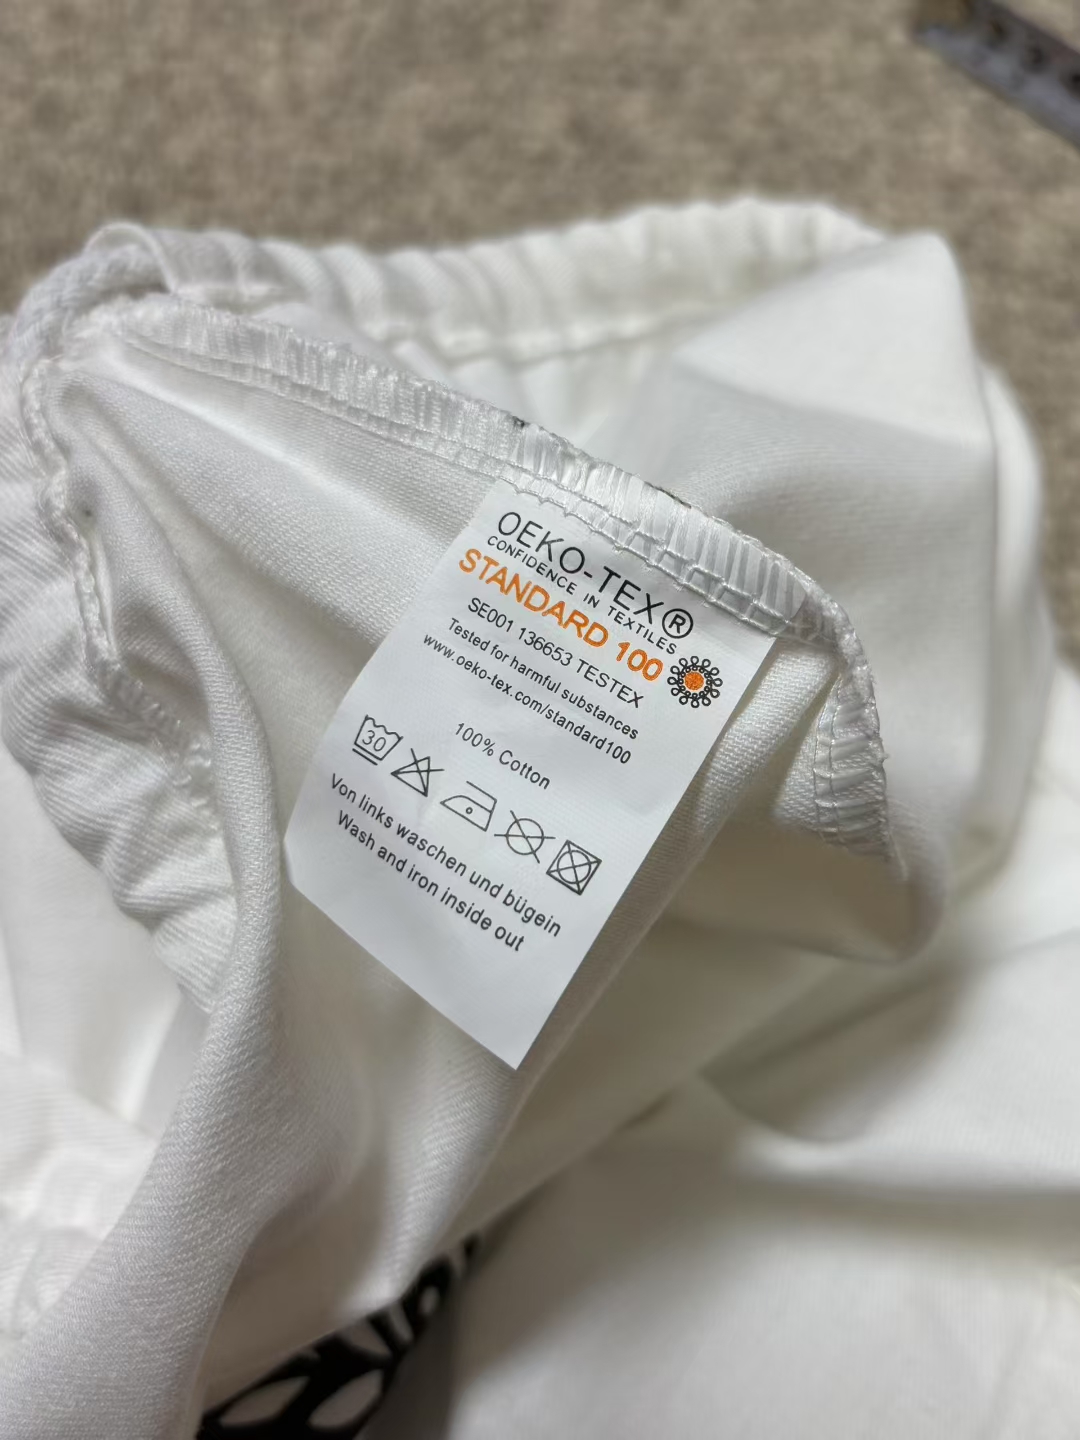 OEKO-TEX®
CONFIDENCE IN TEXTILES
STANDARD 100
SE001 136653 TESTEX
Tested for harmful substances
www.oeko-tex.com/standard100
100% Cotton
30
Von links waschen und bügeln
Wash and iron inside out